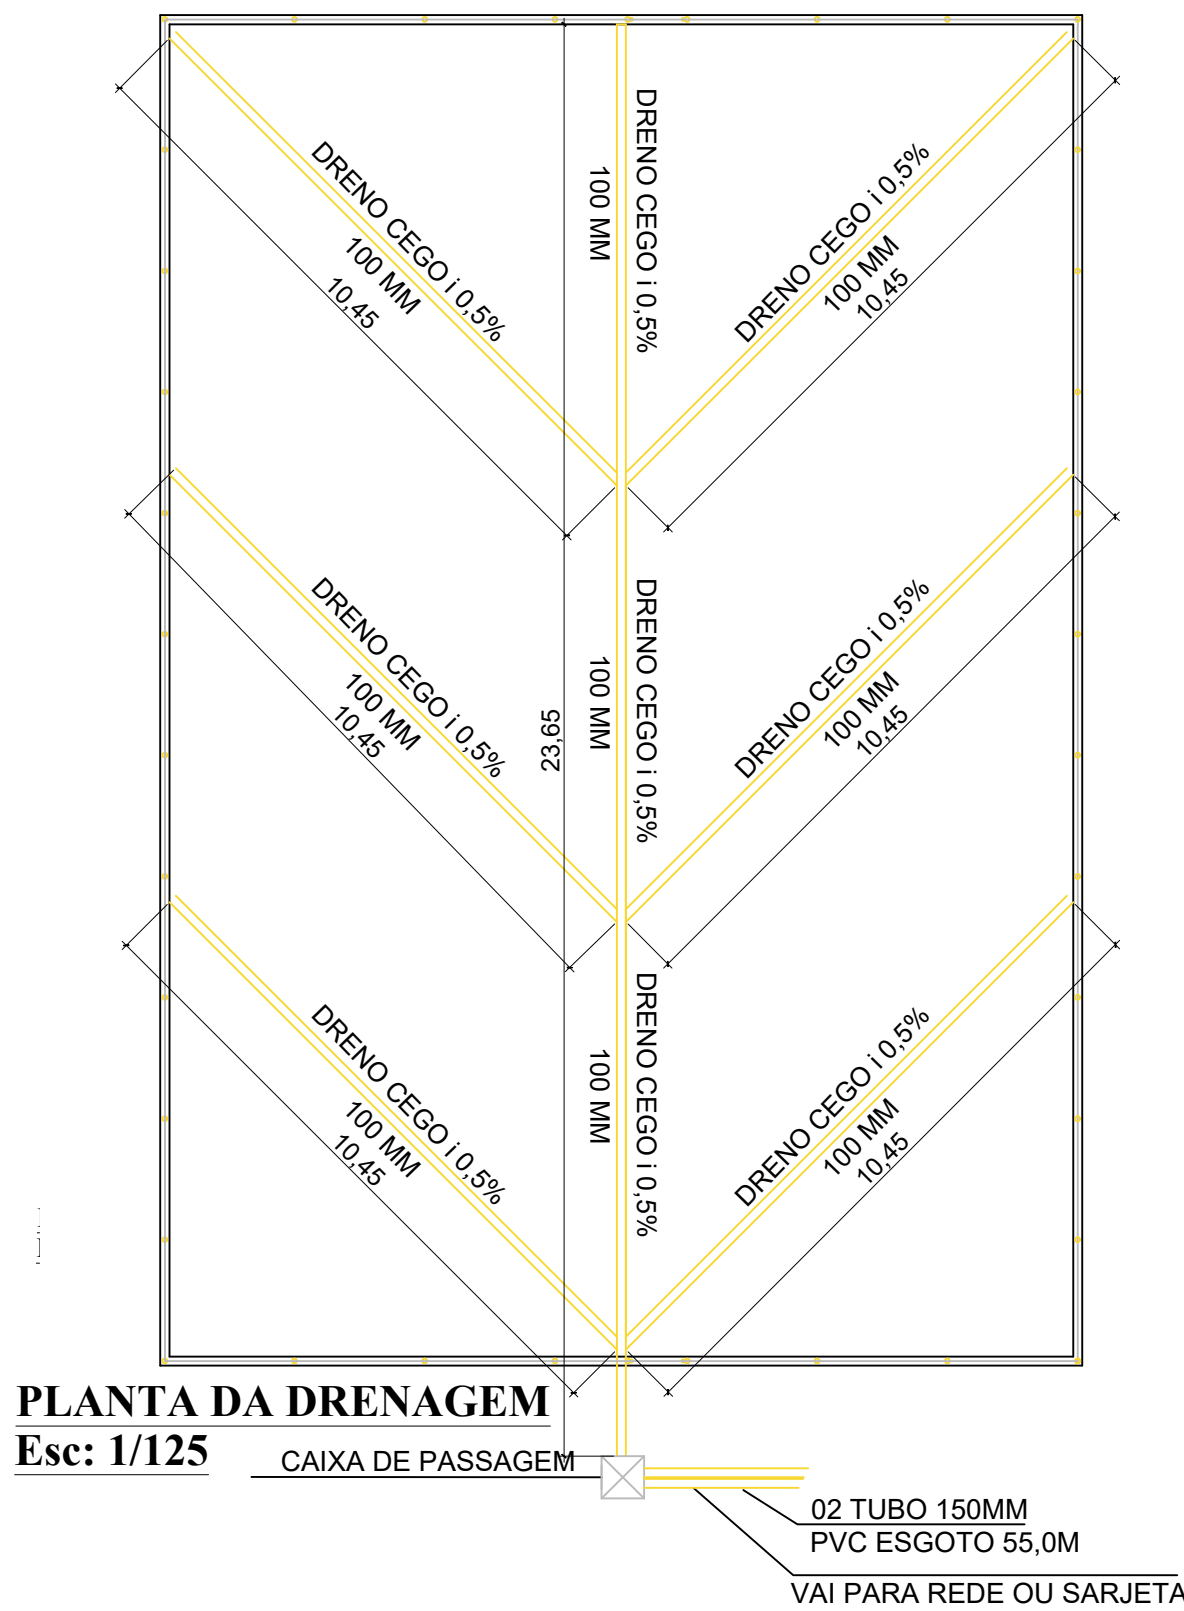 DRENO CEGO i 0,5%
100 MM
10,45
DRENO CEGO i 0,5%
100 MM
DRENO CEGO i 0,5%
100 MM
10,45
DRENO CEGO i 0,5%
100 MM
10,45
23,65
DRENO CEGO i 0,5%
100 MM
DRENO CEGO i 0,5%
100 MM
10,45
DRENO CEGO i 0,5%
100 MM
10,45
DRENO CEGO i 0,5%
100 MM
DRENO CEGO i 0,5%
100 MM
10,45
PLANTA DA DRENAGEM
Esc: 1/125
CAIXA DE PASSAGEM
02 TUBO 150MM
PVC ESGOTO 55,0M
VAI PARA REDE OU SARJETA